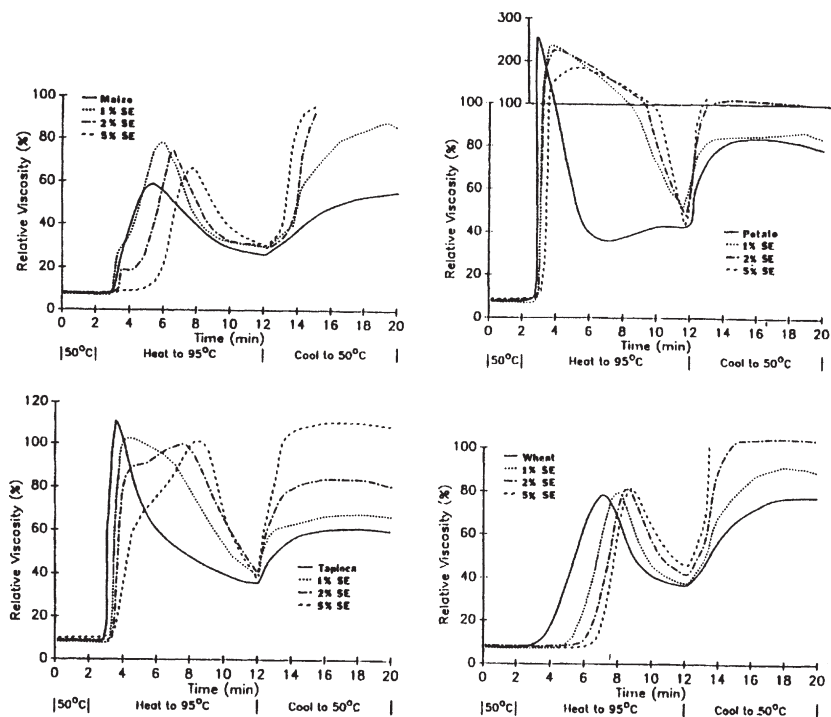 Relative Viscosity (%)
100
80
60
40
20
0
Maize
1% SE
2% SE
5% SE
0 2 4 6 8 10 12 14 16 18 20
Time (min)
50°C Heat to 95°C Cool to 50°C
300
200
100
Relative Viscosity (%)
100
80
60
40
20
0
Potato
1% SE
2% SE
5% SE
0 2 4 6 8 10 12 14 16 18 20
Time (min)
50°C Heat to 95°C Cool to 50°C
Relative Viscosity (%)
120
100
80
60
40
20
0
Tapioca
1% SE
2% SE
5% SE
0 2 4 6 8 10 12 14 16 18 20
Time (min)
50°C Heat to 95°C Cool to 50°C
Relative Viscosity (%)
100
80
60
40
20
0
Wheat
1% SE
2% SE
5% SE
0 2 4 6 8 10 12 14 16 18 20
Time (min)
50°C Heat to 95°C Cool to 50°C